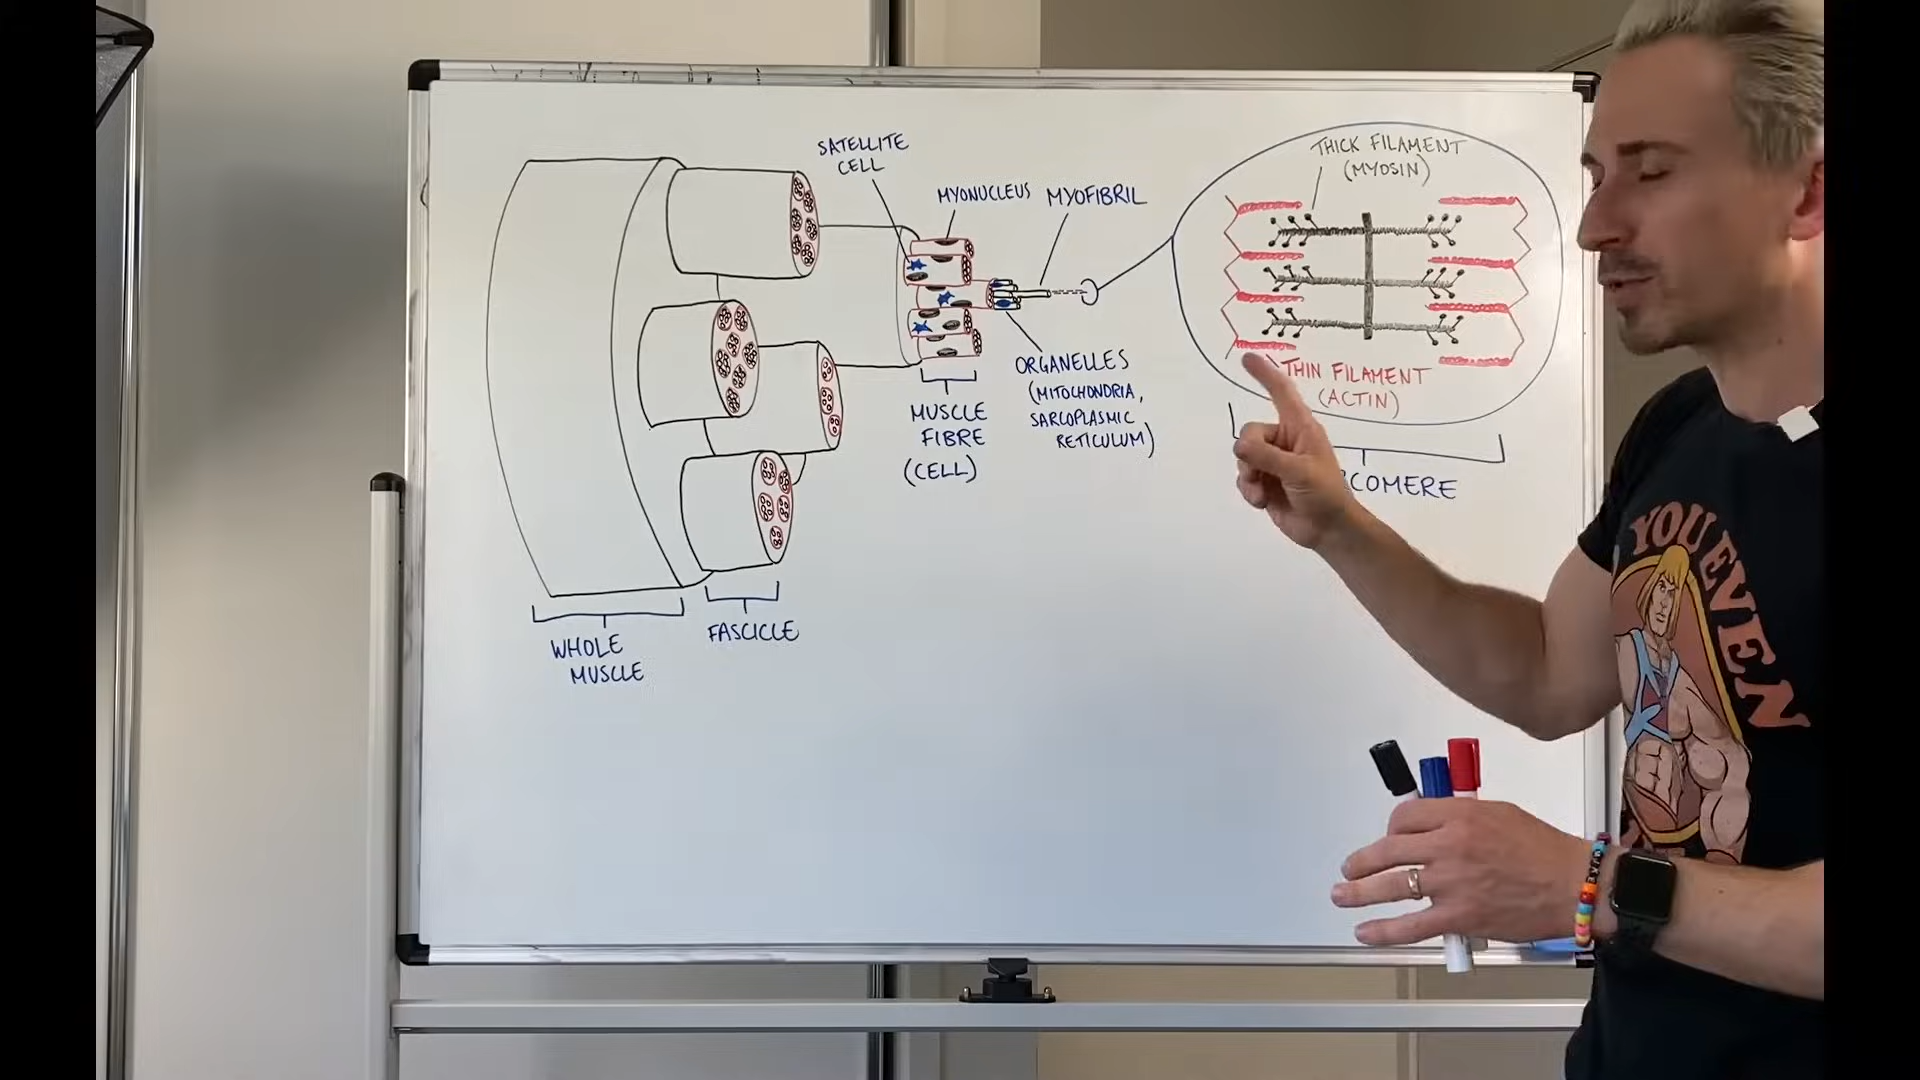 SATELLITE
CELL
MYONUCLEUS
MYOFIBRIL
THICK FILAMENT
(MYOSIN)
THIN FILAMENT
(ACTIN)
ORGANELLES
(MITOCHONDRIA,
SARCOPLASMIC
RETICULUM)
MUSCLE
FIBRE
(CELL)
COMERE
FASCICLE
WHOLE
MUSCLE
YOU EVEN